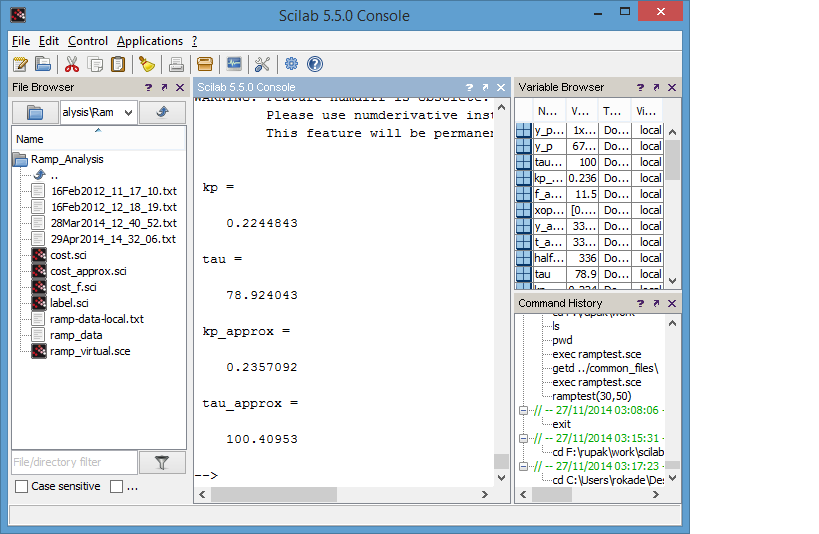 Scilab 5.5.0 Console
File Edit Control Applications ?
File Browser ? Scilab 5.5.0 Console ? Variable Browser ?
alysis\Ram
Name
Ramp_Analysis
..
16Feb2012_11_17_10.txt
16Feb2012_12_18_19.txt
28Mar2014_12_40_52.txt
29Apr2014_14_32_06.txt
cost.sci
cost_approx.sci
cost_f.sci
label.sci
ramp-data-local.txt
ramp_data
ramp_virtual.sce
File/directory filter
Case sensitive ...
WARNING: Feature numdiff is obsolete.
Please use numderivative inst
This feature will be permaner
kp =
0.2244843
tau =
78.924043
kp_approx =
0.2357092
tau_approx =
100.40953
-->
N... V... T... Vi...
y_p... 1x... Do... local
y_p 67... Do... local
tau... 100 Do... local
kp_... 0.236 Do... local
f_a... 11.5 Do... local
xop... [0.... Do... local
y_a... 33... Do... local
t_a... 33... Do... local
half... 336 Do... local
tau 78.9 Do... local
Command History ?
ls
pwd
exec ramptest.sce
getd ../common_files\
exec ramptest.sce
ramptest(30,50)
// -- 27/11/2014 03:08:06 -
exit
// -- 27/11/2014 03:15:31 -
cd F:\rupak\work\scilab
// -- 27/11/2014 03:17:23 -
cd C:\Users\rokade\Des